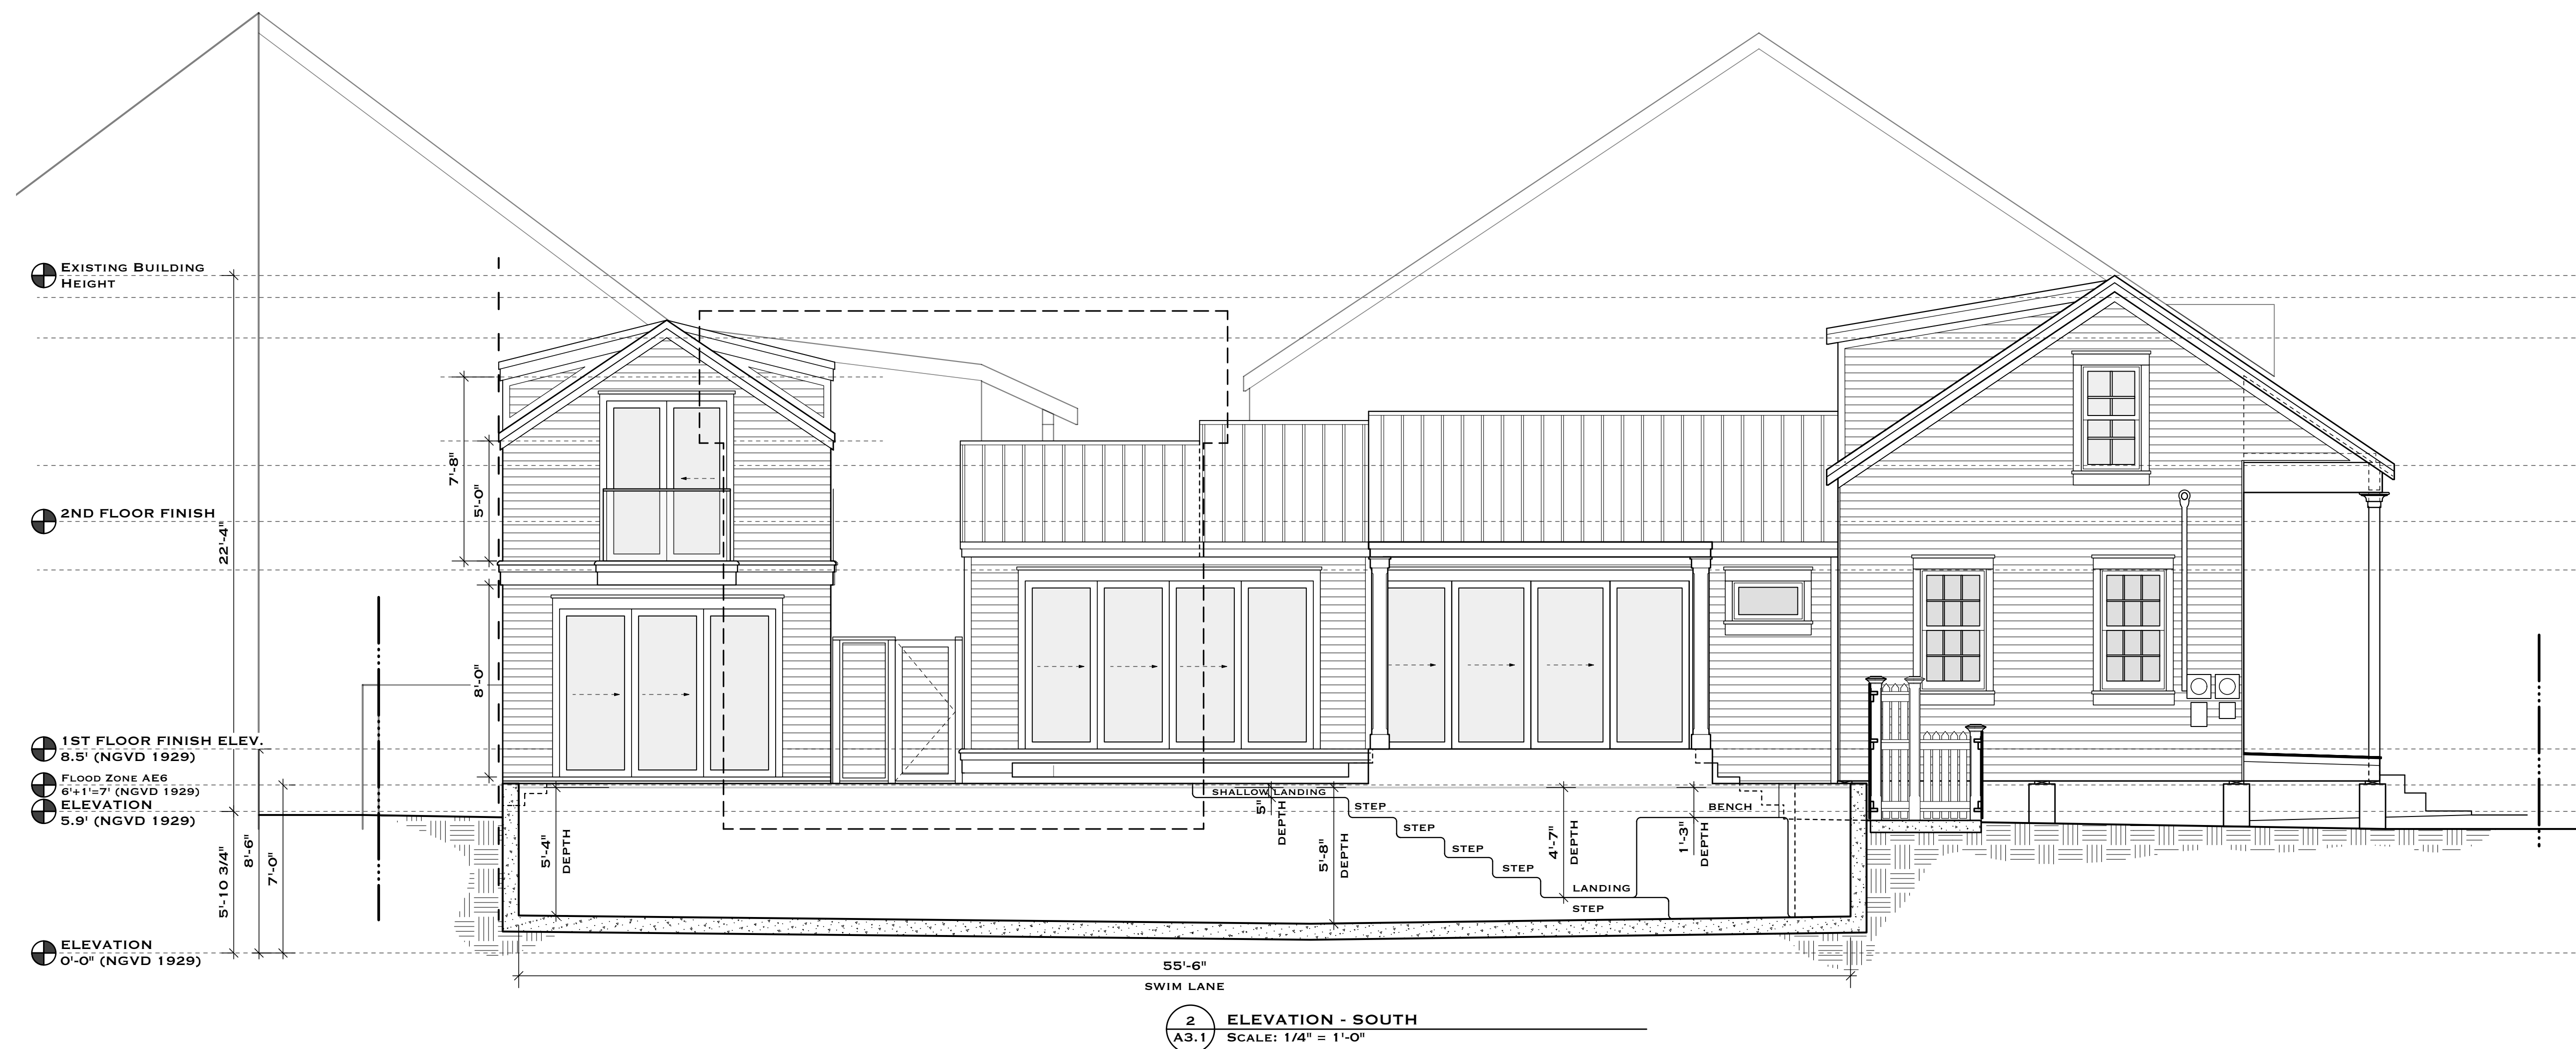 EXISTING BUILDING
HEIGHT
2ND FLOOR FINISH
22'-4"
7'-8"
5'-0"
8'-0"
1ST FLOOR FINISH ELEV.
8.5' (NGVD 1929)
FLOOD ZONE AE6
6'+1'=7' (NGVD 1929)
ELEVATION
5.9' (NGVD 1929)
5'-10 3/4"
8'-6"
7'-0"
ELEVATION
0'-0" (NGVD 1929)
5'-4"
DEPTH
SHALLOW LANDING
5"
DEPTH
5'-8"
DEPTH
STEP
STEP
STEP
STEP
LANDING
STEP
4'-7"
DEPTH
1'-3"
DEPTH
BENCH
55'-6"
SWIM LANE
2
A3.1
ELEVATION - SOUTH
SCALE: 1/4" = 1'-0"